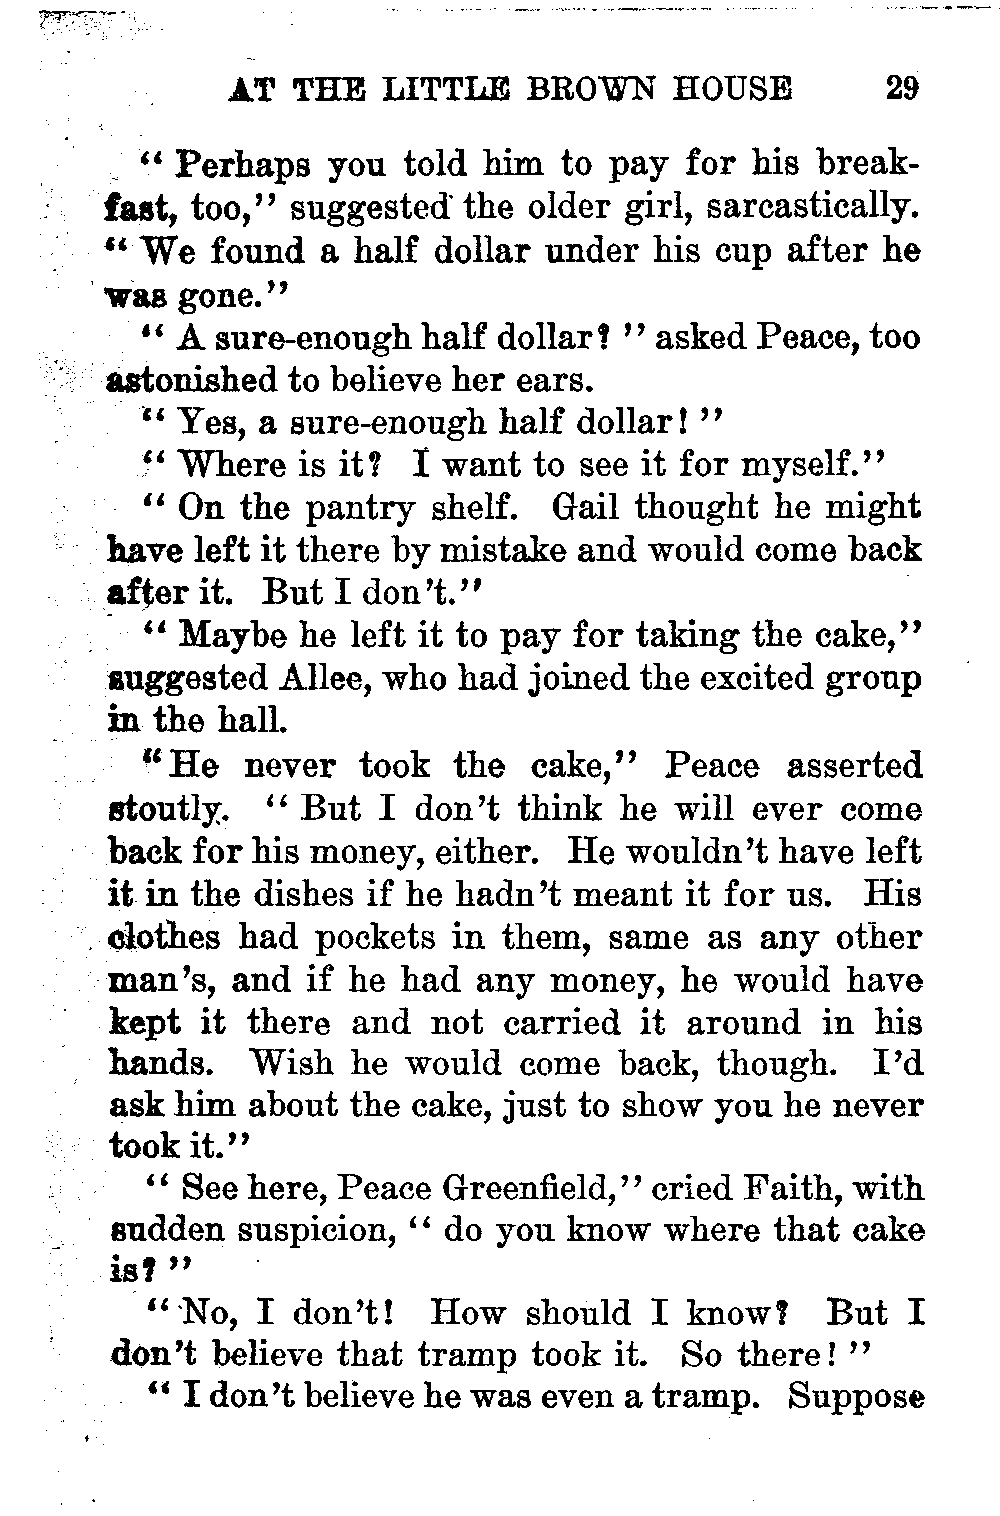 AT THE LITTLE BROWN HOUSE 29
“ Perhaps you told him to pay for his break-
fast, too,” suggested the older girl, sarcastically.
“ We found a half dollar under his cup after he
was gone.”
“ A sure-enough half dollar? ” asked Peace, too
astonished to believe her ears.
“ Yes, a sure-enough half dollar! ”
“ Where is it? I want to see it for myself.”
“ On the pantry shelf. Gail thought he might
have left it there by mistake and would come back
after it. But I don’t.”
“ Maybe he left it to pay for taking the cake,”
suggested Allee, who had joined the excited group
in the hall.
“ He never took the cake,” Peace asserted
stoutly. “ But I don’t think he will ever come
back for his money, either. He wouldn’t have left
it in the dishes if he hadn’t meant it for us. His
clothes had pockets in them, same as any other
man’s, and if he had any money, he would have
kept it there and not carried it around in his
hands. Wish he would come back, though. I’d
ask him about the cake, just to show you he never
took it.”
“ See here, Peace Greenfield,” cried Faith, with
sudden suspicion, “ do you know where that cake
is? ”
“ No, I don’t! How should I know? But I
don’t believe that tramp took it. So there! ”
“ I don’t believe he was even a tramp. Suppose